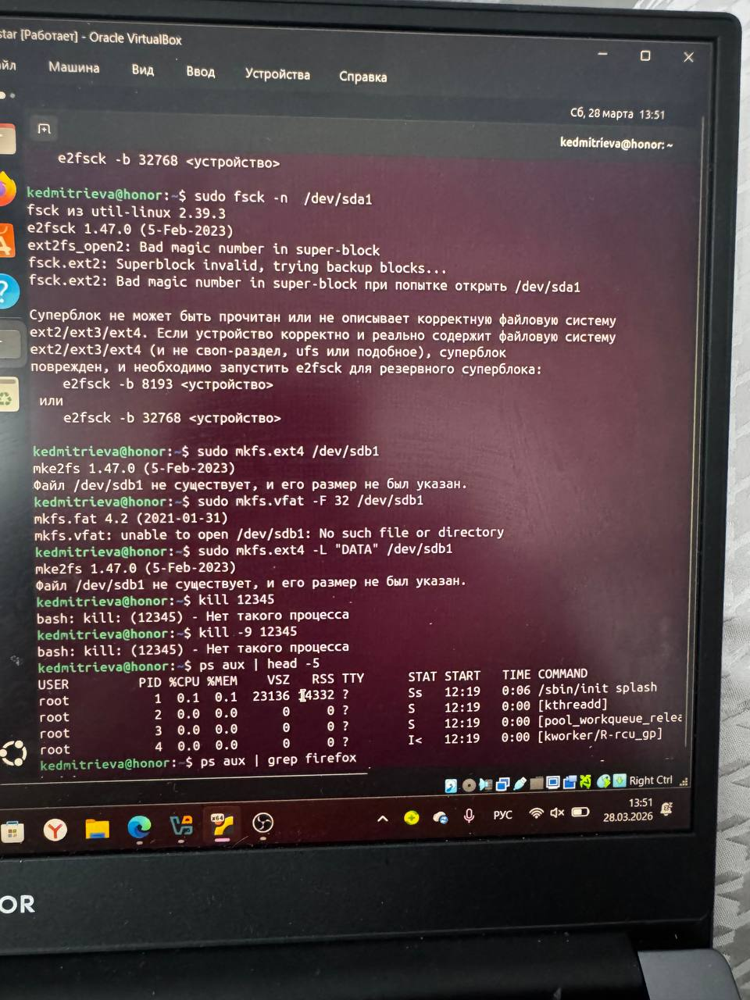 star [Работает] - Oracle VirtualBox
Машина Вид Ввод Устройства Справка
Сб, 28 марта 13:51
kedmitrieva@honor: ~
e2fsck -b 32768 <устройство>
kedmitrieva@honor:~$ sudo fsck -n  /dev/sda1
fsck из util-linux 2.39.3
e2fsck 1.47.0 (5-Feb-2023)
ext2fs_open2: Bad magic number in super-block
fsck.ext2: Superblock invalid, trying backup blocks...
fsck.ext2: Bad magic number in super-block при попытке открыть /dev/sda1
Суперблок не может быть прочитан или не описывает корректную файловую систему
ext2/ext3/ext4. Если устройство корректно и реально содержит файловую систему
ext2/ext3/ext4 (и не своп-раздел, ufs или подобное), суперблок
поврежден, и необходимо запустить e2fsck для резервного суперблока:
e2fsck -b 8193 <устройство>
или
e2fsck -b 32768 <устройство>
kedmitrieva@honor:~$ sudo mkfs.ext4 /dev/sdb1
mke2fs 1.47.0 (5-Feb-2023)
Файл /dev/sdb1 не существует, и его размер не был указан.
kedmitrieva@honor:~$ sudo mkfs.vfat -F 32 /dev/sdb1
mkfs.fat 4.2 (2021-01-31)
mkfs.vfat: unable to open /dev/sdb1: No such file or directory
kedmitrieva@honor:~$ sudo mkfs.ext4 -L "DATA" /dev/sdb1
mke2fs 1.47.0 (5-Feb-2023)
Файл /dev/sdb1 не существует, и его размер не был указан.
kedmitrieva@honor:~$ kill 12345
bash: kill: (12345) - Нет такого процесса
kedmitrieva@honor:~$ kill -9 12345
bash: kill: (12345) - Нет такого процесса
kedmitrieva@honor:~$ ps aux | head -5
USER PID %CPU %MEM VSZ RSS TTY STAT START TIME COMMAND
root 1 0.1 0.1 23136 14332 ? Ss 12:19 0:06 /sbin/init splash
root 2 0.0 0.0 0 0 ? S 12:19 0:00 [kthreadd]
root 3 0.0 0.0 0 0 ? S 12:19 0:00 [pool_workqueue_relea
root 4 0.0 0.0 0 0 ? I< 12:19 0:00 [kworker/R-rcu_gp]
kedmitrieva@honor:~$ ps aux | grep firefox
Right Ctrl
x64
РУС
13:51
28.03.2026
OR